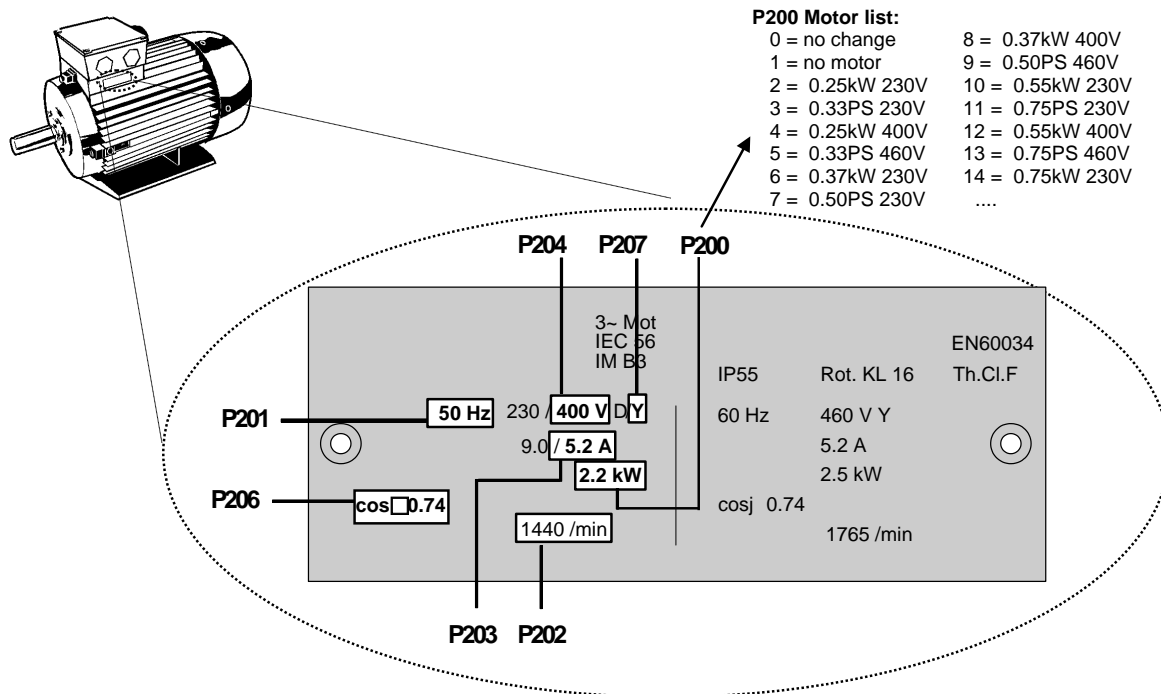 P200 Motor list:
0 = no change
1 = no motor
2 = 0.25kW 230V
3 = 0.33PS 230V
4 = 0.25kW 400V
5 = 0.33PS 460V
6 = 0.37kW 230V
7 = 0.50PS 230V
8 = 0.37kW 400V
9 = 0.50PS 460V
10 = 0.55kW 230V
11 = 0.75PS 230V
12 = 0.55kW 400V
13 = 0.75PS 460V
14 = 0.75kW 230V
....
P204 P207 P200
3~ Mot
IEC 56
IM B3
EN60034
IP55 Rot. KL 16 Th.Cl.F
P201
50 Hz 230 / 400 V D/Y
60 Hz 460 V Y
9.0 / 5.2 A
5.2 A
2.2 kW
2.5 kW
P206
cos□0.74
cosj 0.74
1440 /min
1765 /min
P203 P202